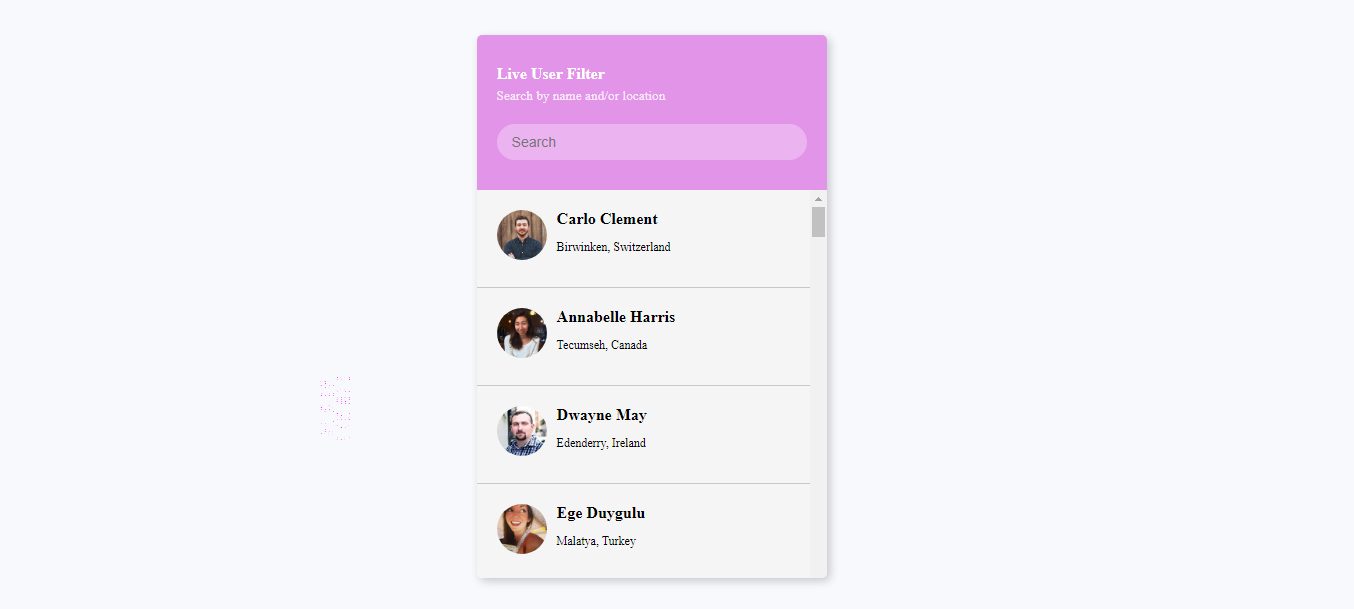 Live User Filter
Search by name and/or location
Search
Carlo Clement
Birwinken, Switzerland
Annabelle Harris
Tecumseh, Canada
Dwayne May
Edenderry, Ireland
Ege Duygulu
Malatya, Turkey